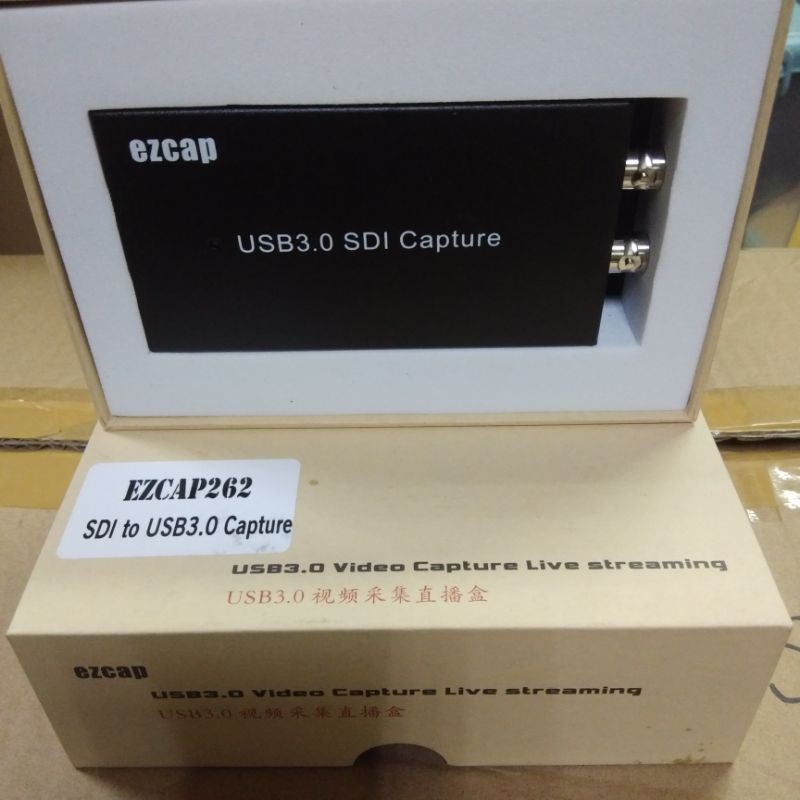 ezcap
USB3.0 SDI Capture
EZCAP262
SDI to USB3.0 Capture
USB3.0 Video Capture Live streaming
USB3.0 视频采集直播盒
ezcap
USB3.0 Video Capture Live streaming
USB3.0 视频采集直播盒